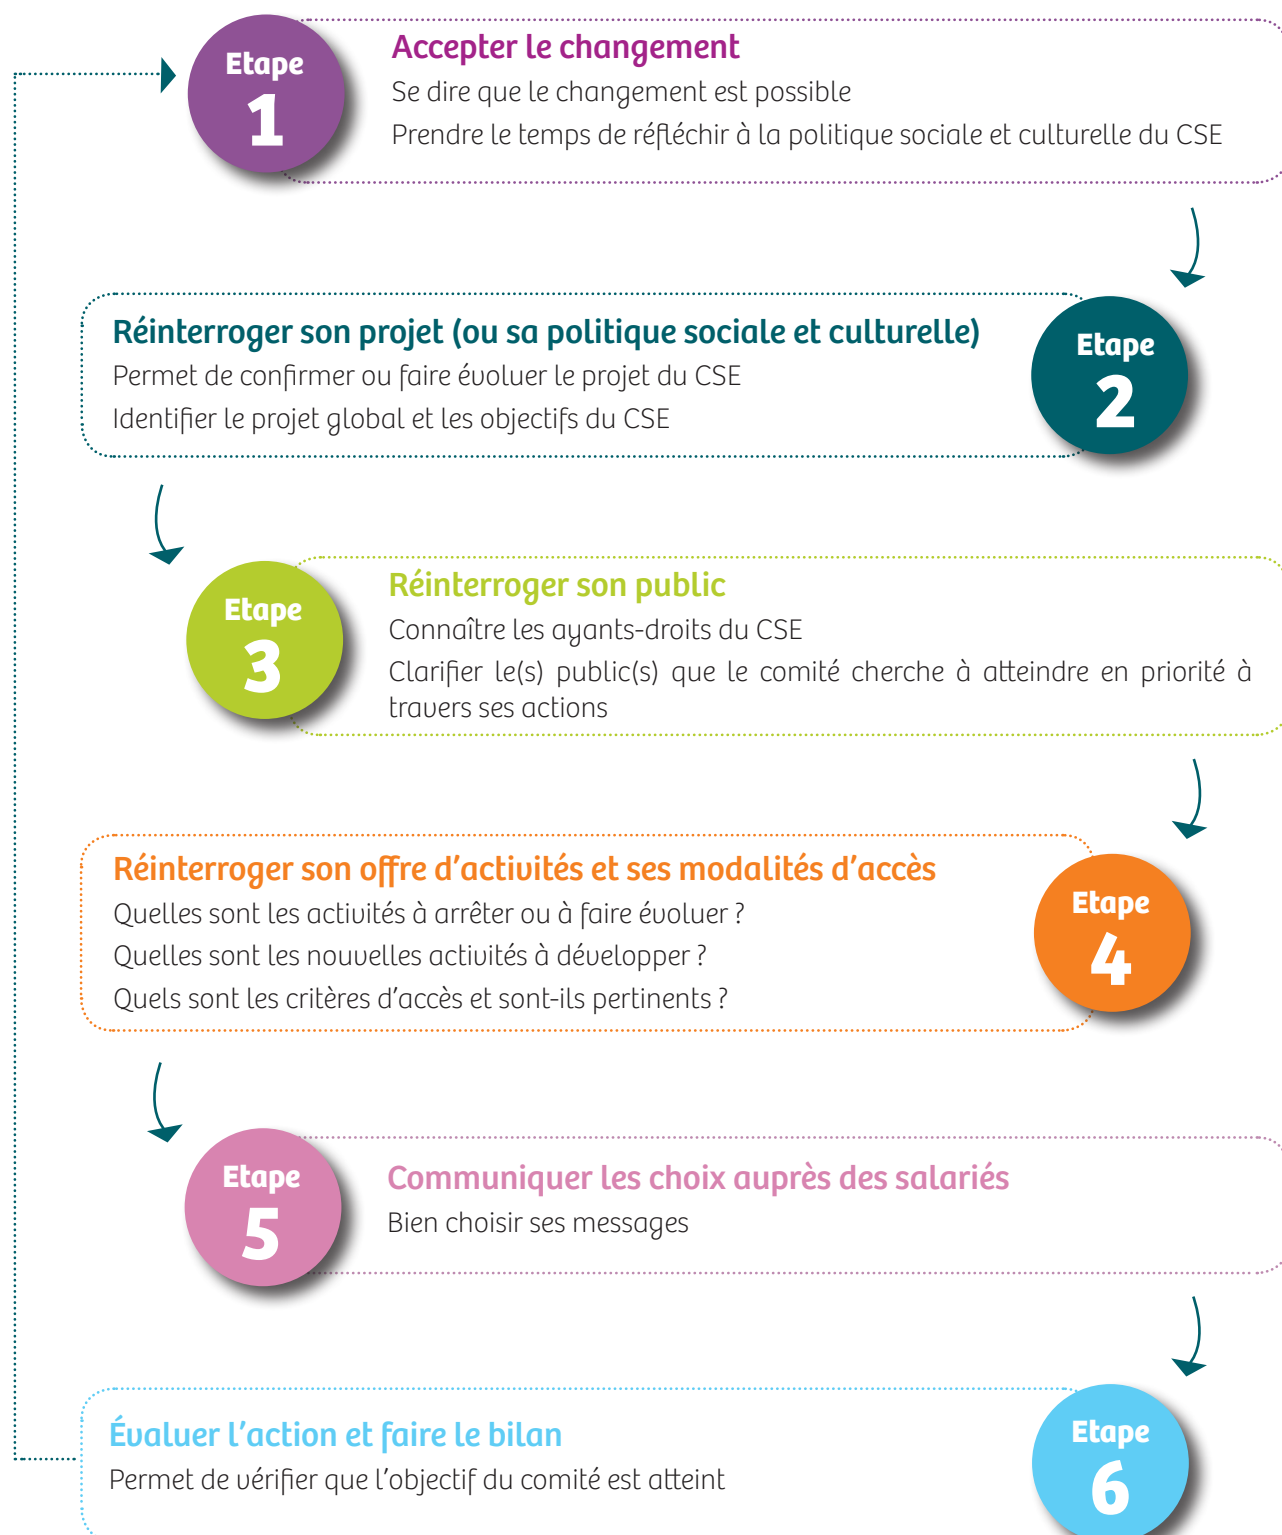 Etape
1
Accepter le changement
Se dire que le changement est possible
Prendre le temps de réfléchir à la politique sociale et culturelle du CSE
Réinterroger son projet (ou sa politique sociale et culturelle)
Permet de confirmer ou faire évoluer le projet du CSE
Identifier le projet global et les objectifs du CSE
Etape
2
Etape
3
Réinterroger son public
Connaître les ayants-droits du CSE
Clarifier le(s) public(s) que le comité cherche à atteindre en priorité à
travers ses actions
Réinterroger son offre d’activités et ses modalités d’accès
Quelles sont les activités à arrêter ou à faire évoluer ?
Quelles sont les nouvelles activités à développer ?
Quels sont les critères d’accès et sont-ils pertinents ?
Etape
4
Etape
5
Communiquer les choix auprès des salariés
Bien choisir ses messages
Évaluer l’action et faire le bilan
Permet de vérifier que l’objectif du comité est atteint
Etape
6